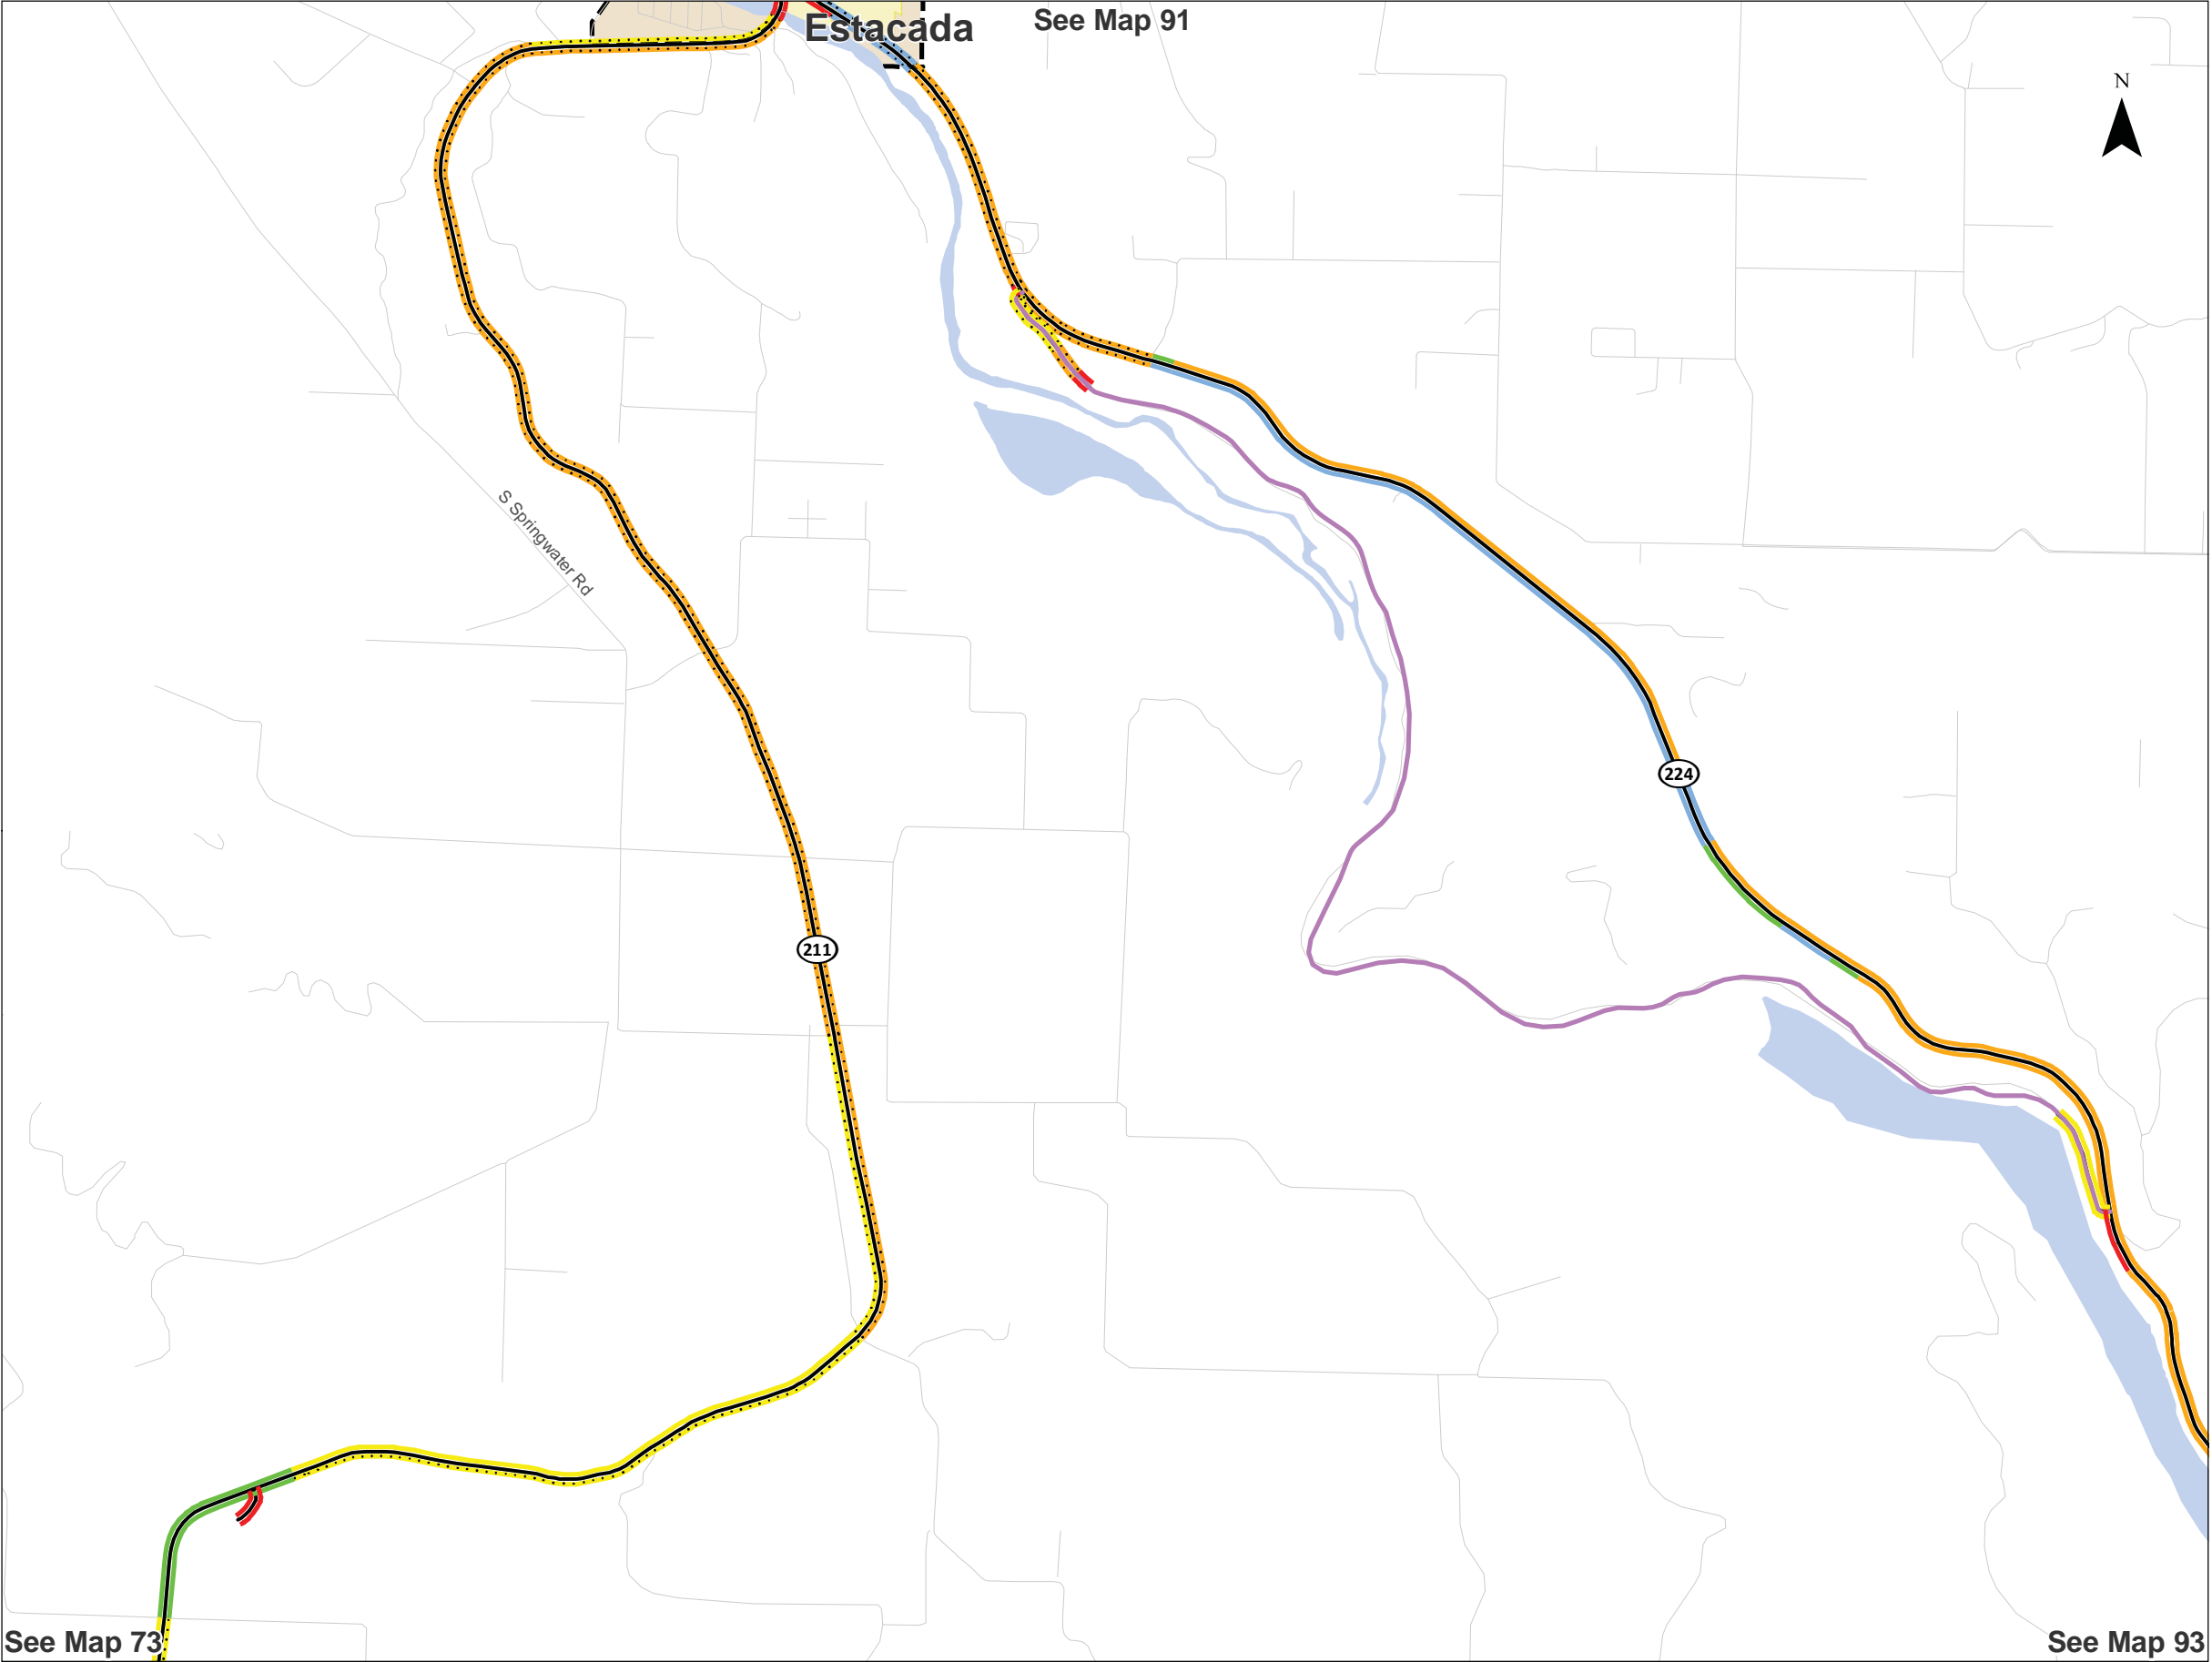 See Map 91
Estacada
N
S Springwater Rd
224
211
See Map 73
See Map 93